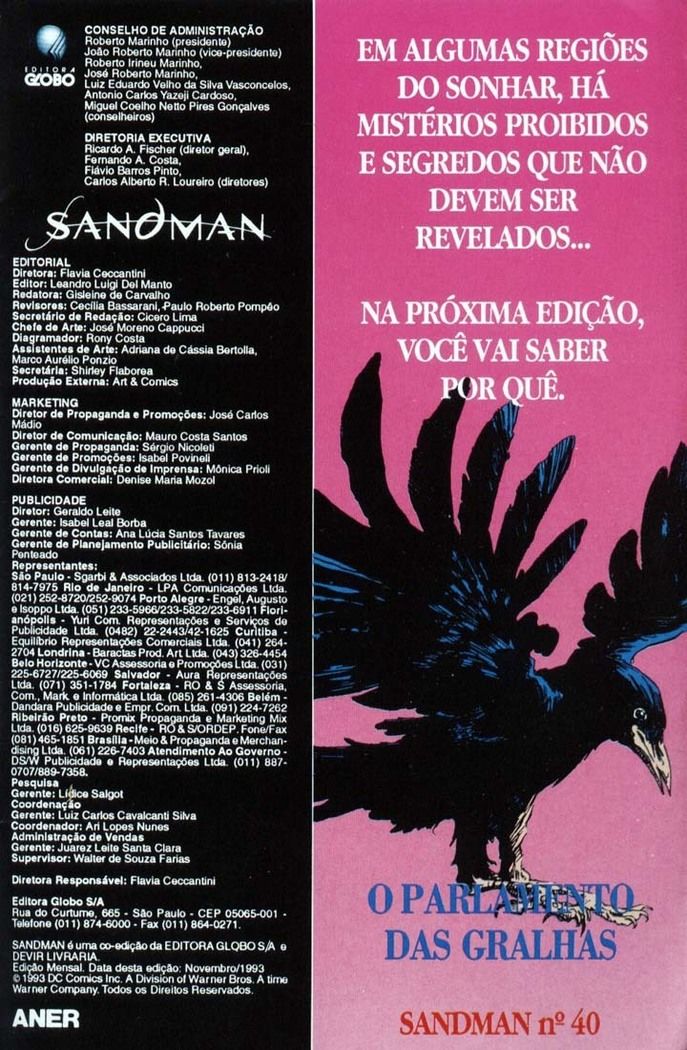 EDITORA
GLOBO
CONSELHO DE ADMINISTRAÇÃO
Roberto Marinho (presidente)
João Roberto Marinho (vice-presidente)
Roberto Irineu Marinho,
José Roberto Marinho,
Luiz Eduardo Velho da Silva Vasconcelos,
Antonio Carlos Yazeji Cardoso,
Miguel Coelho Netto Pires Gonçalves
(conselheiros)
DIRETORIA EXECUTIVA
Ricardo A. Fischer (diretor geral),
Fernando A. Costa,
Flávio Barros Pinto,
Carlos Alberto R. Loureiro (diretores)
SANDMAN
EDITORIAL
Diretora: Flavia Ceccantini
Editor: Leandro Luigi Del Manto
Redatora: Gisleine de Carvalho
Revisores: Cecília Bassarani, Paulo Roberto Pompêo
Secretário de Redação: Cicero Lima
Chefe de Arte: José Moreno Cappucci
Diagramador: Rony Costa
Assistentes de Arte: Adriana de Cássia Bertolla,
Marco Aurélio Ponzio
Secretária: Shirley Flaborea
Produção Externa: Art & Comics
MARKETING
Diretor de Propaganda e Promoções: José Carlos
Mádio
Diretor de Comunicação: Mauro Costa Santos
Gerente de Propaganda: Sérgio Nicoleti
Gerente de Promoções: Isabel Povineli
Gerente de Divulgação de Imprensa: Mônica Prioli
Diretora Comercial: Denise Maria Mozol
PUBLICIDADE
Diretor: Geraldo Leite
Gerente: Isabel Leal Borba
Gerente de Contas: Ana Lúcia Santos Tavares
Gerente de Planejamento Publicitário: Sônia
Penteado
Representantes:
São Paulo - Sgarbi & Associados Ltda. (011) 813-2418/
814-7975 Rio de Janeiro - LPA Comunicações Ltda.
(021) 252-8720/252-9074 Porto Alegre - Engel, Augusto
e Isoppo Ltda. (051) 233-5966/233-5822/233-6911 Flori-
anópolis - Yuri Com. Representações e Serviços de
Publicidade Ltda. (0482) 22-2443/42-1625 Curitiba -
Equilíbrio Representações Comerciais Ltda. (041) 264-
2704 Londrina - Baractas Prod. Art Ltda. (043) 326-4454
Belo Horizonte - VC Assessoria e Promoções Ltda. (031)
225-6727/225-6069 Salvador - Aura Representações
Ltda. (071) 351-1784 Fortaleza - RO & S Assessoria,
Com., Mark. e Informática Ltda. (085) 261-4306 Belém -
Dandara Publicidade e Empr. Com. Ltda. (091) 224-7262
Ribeirão Preto - Promix Propaganda e Marketing Mix
Ltda. (016) 625-9639 Recife - RO & S/ORDEP. Fone/Fax
(081) 465-1851 Brasília - Meio & Propaganda e Merchan-
dising Ltda. (061) 226-7403 Atendimento Ao Governo -
DS/W Publicidade e Representações Ltda. (011) 887-
0707/889-7358.
Pesquisa
Gerente: Lídice Salgot
Coordenação
Gerente: Luiz Carlos Cavalcanti Silva
Coordenador: Ari Lopes Nunes
Administração de Vendas
Gerente: Juarez Leite Santa Clara
Supervisor: Walter de Souza Farias
Diretora Responsável: Flavia Ceccantini
Editora Globo S/A
Rua do Curtume, 665 - São Paulo - CEP 05065-001 -
Telefone (011) 874-6000 - Fax (011) 864-0271.
SANDMAN é uma co-edição da EDITORA GLOBO S/A e
DEVIR LIVRARIA.
Edição Mensal. Data desta edição: Novembro/1993
© 1993 DC Comics Inc. A Division of Warner Bros. A time
Warner Company. Todos os Direitos Reservados.
ANER
EM ALGUMAS REGIÕES
DO SONHAR, HÁ
MISTÉRIOS PROIBIDOS
E SEGREDOS QUE NÃO
DEVEM SER
REVELADOS...
NA PRÓXIMA EDIÇÃO,
VOCÊ VAI SABER
POR QUÊ.
O PARLAMENTO
DAS GRALHAS
SANDMAN nº 40